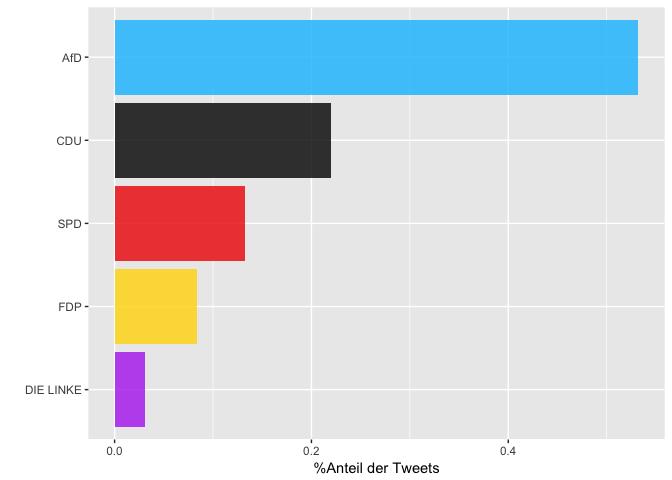 AfD
CDU
SPD
FDP
DIE LINKE
0.0 0.2 0.4
%Anteil der Tweets